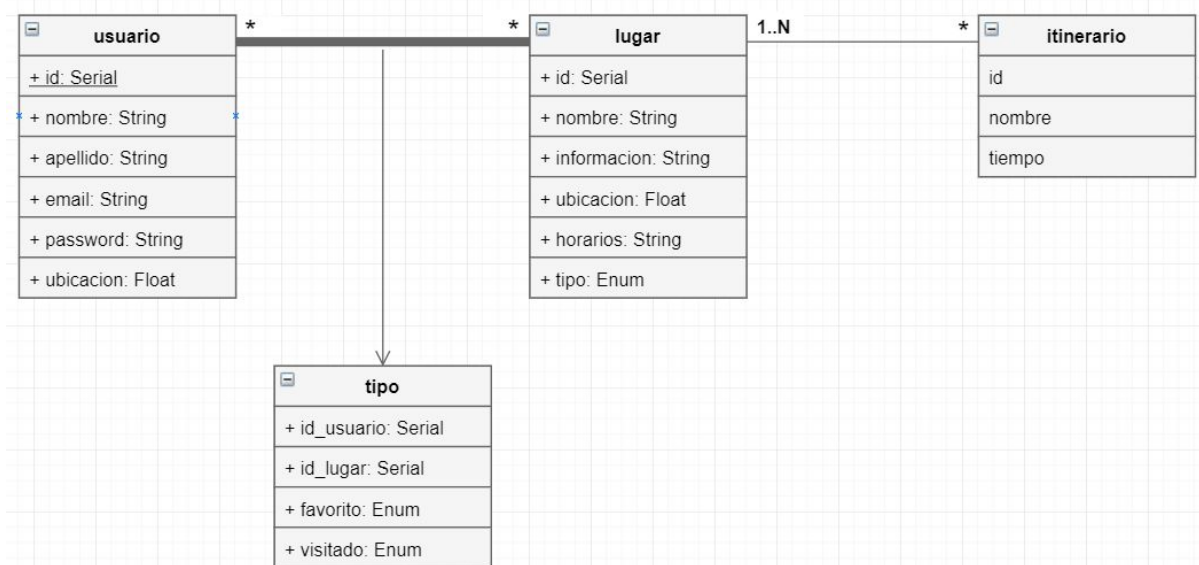 usuario
+ id: Serial
+ nombre: String
+ apellido: String
+ email: String
+ password: String
+ ubicacion: Float
*
*
lugar
+ id: Serial
+ nombre: String
+ informacion: String
+ ubicacion: Float
+ horarios: String
+ tipo: Enum
1..N
*
itinerario
id
nombre
tiempo
tipo
+ id_usuario: Serial
+ id_lugar: Serial
+ favorito: Enum
+ visitado: Enum